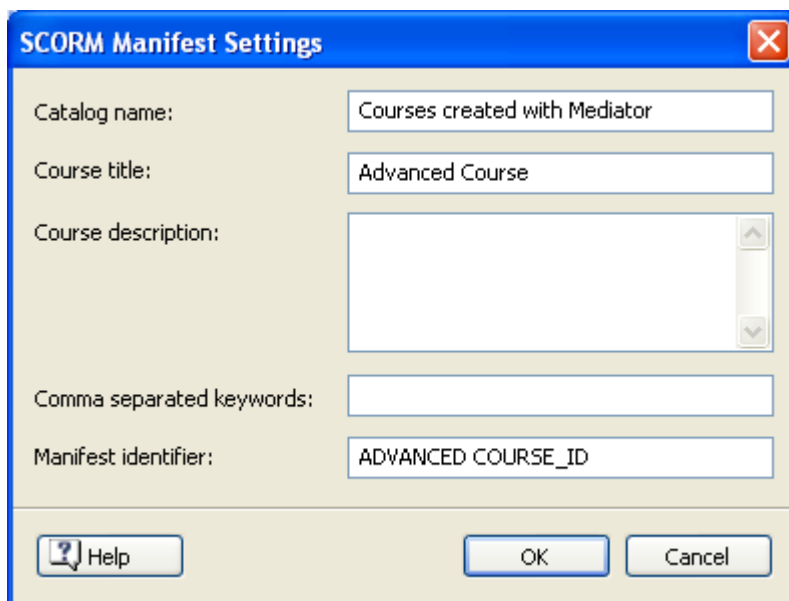 SCORM Manifest Settings
Catalog name: Courses created with Mediator
Course title: Advanced Course
Course description:
Comma separated keywords:
Manifest identifier: ADVANCED COURSE_ID
Help OK Cancel